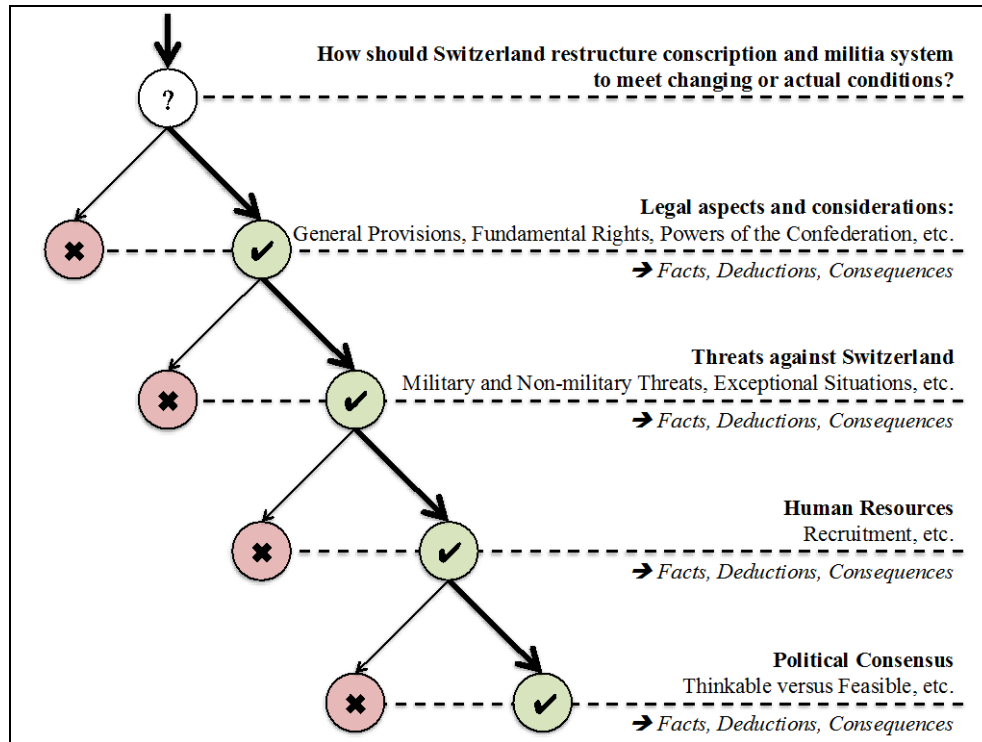 How should Switzerland restructure conscription and militia system
to meet changing or actual conditions?
?
Legal aspects and considerations:
General Provisions, Fundamental Rights, Powers of the Confederation, etc.
✖
✔
➔ Facts, Deductions, Consequences
Threats against Switzerland
Military and Non-military Threats, Exceptional Situations, etc.
✖
✔
➔ Facts, Deductions, Consequences
Human Resources
Recruitment, etc.
✖
✔
➔ Facts, Deductions, Consequences
Political Consensus
Thinkable versus Feasible, etc.
✖
✔
➔ Facts, Deductions, Consequences